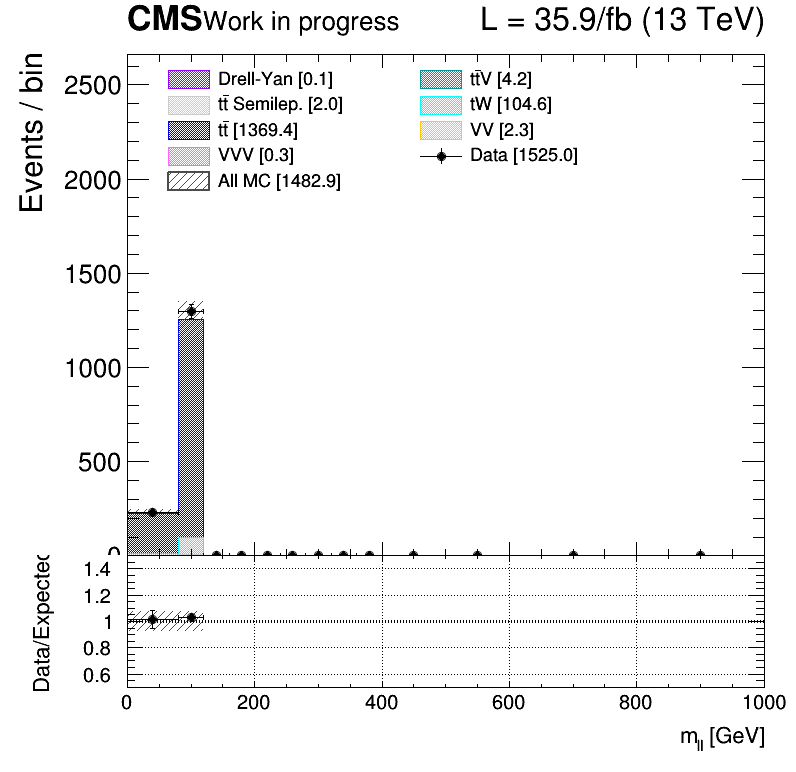 CMS Work in progress L = 35.9/fb (13 TeV)
Events / bin
2500
2000
1500
1000
500
0
Drell-Yan [0.1]
tt̄ Semilep. [2.0]
tt̄ [1369.4]
VVV [0.3]
All MC [1482.9]
tt̄V [4.2]
tW [104.6]
VV [2.3]
Data [1525.0]
Data/Expected
1.4
1.2
1
0.8
0.6
0 200 400 600 800 1000
m_ll [GeV]